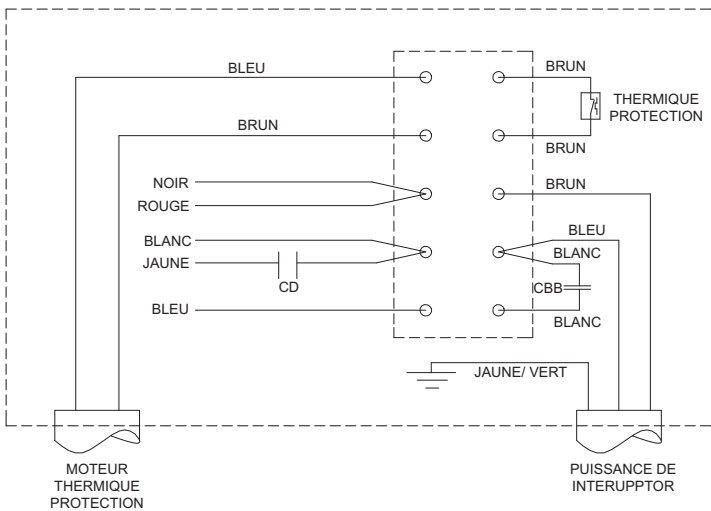 BLEU
BRUN
THERMIQUE
PROTECTION
BRUN
BRUN
NOIR
BRUN
ROUGE
BLEU
BLANC
BLANC
JAUNE
CD
CBB
BLEU
BLANC
JAUNE/ VERT
MOTEUR
THERMIQUE
PROTECTION
PUISSANCE DE
INTERUPPTOR